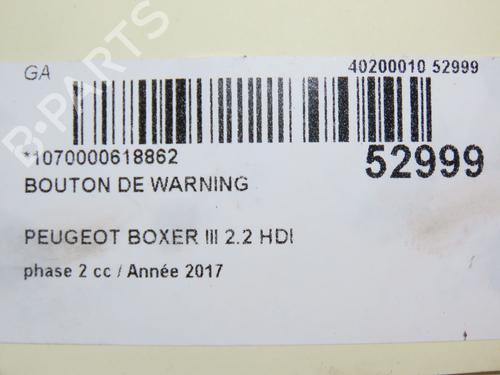 GA
40200010 52999
*1070000618862
52999
BOUTON DE WARNING
PEUGEOT BOXER III 2.2 HDI
phase 2 cc / Année 2017
B-PARTS